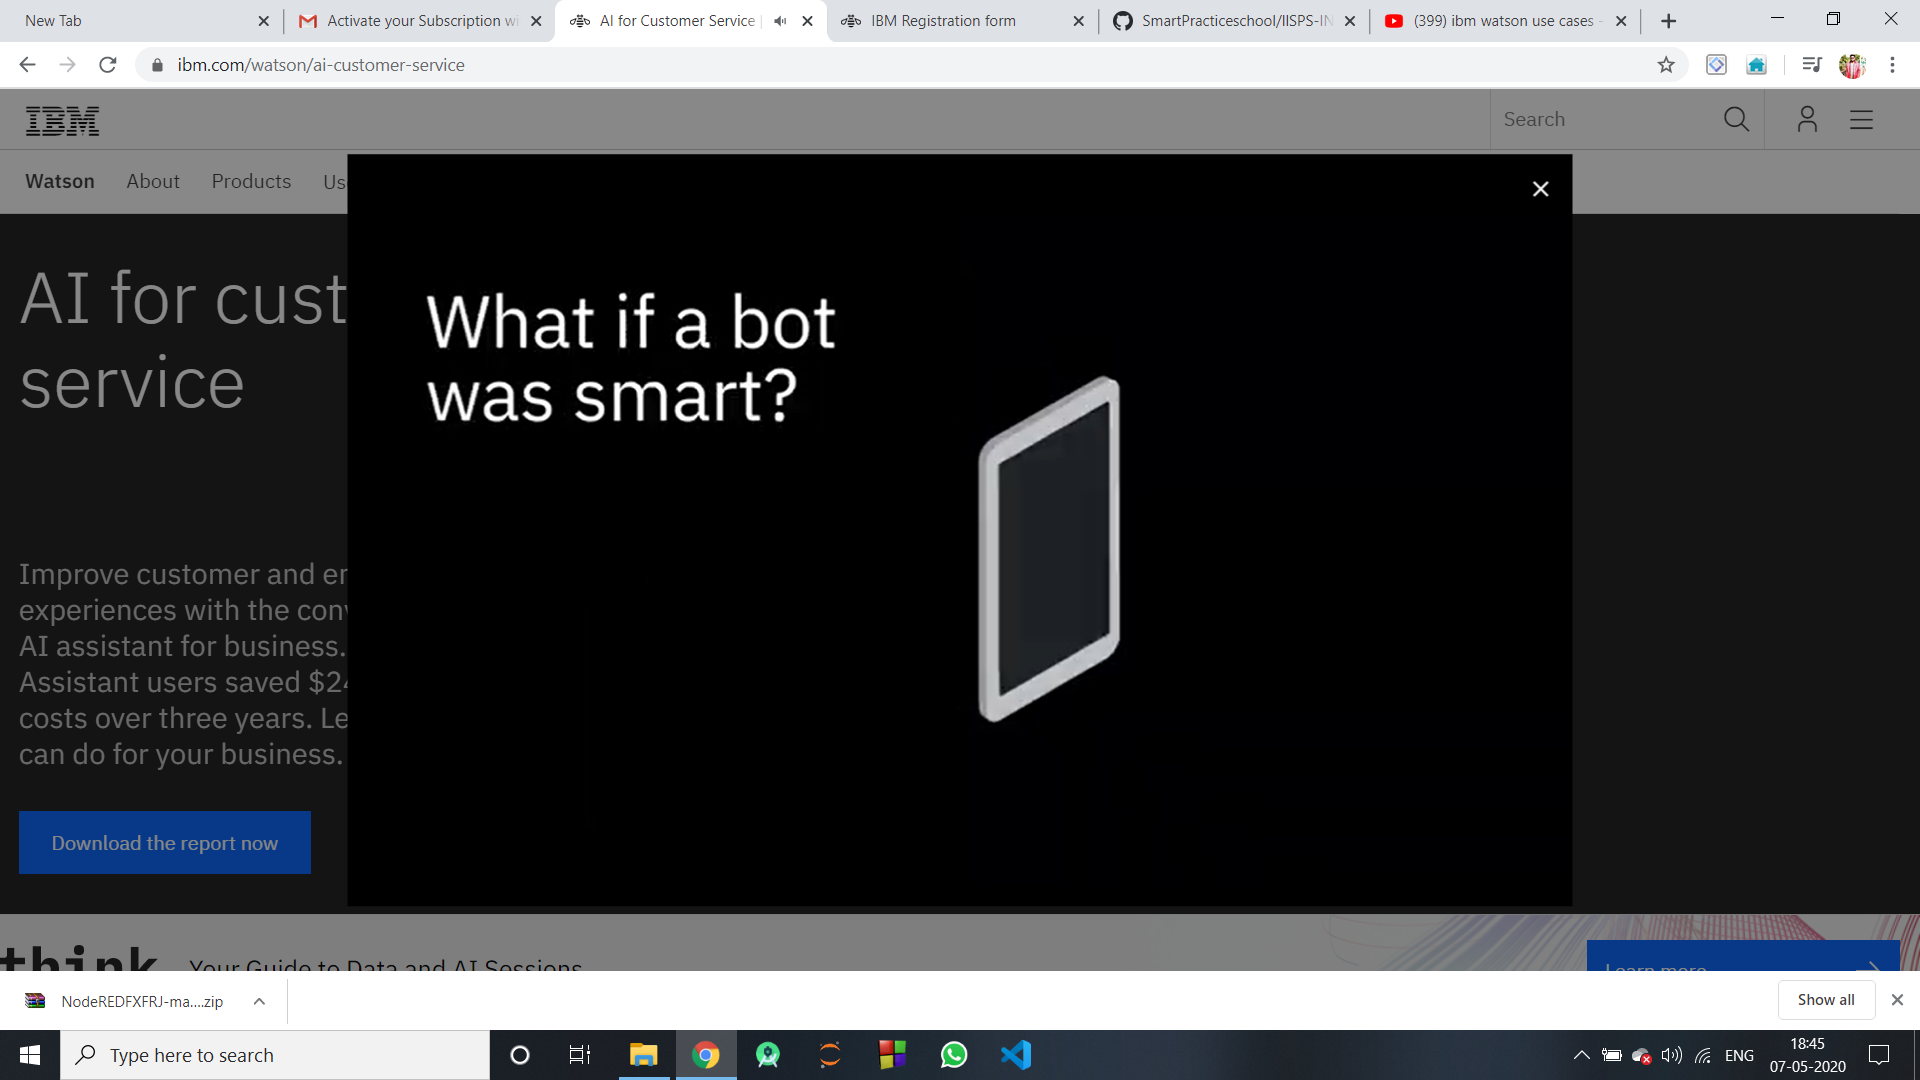 New Tab
Activate your Subscription wi
AI for Customer Service |
IBM Registration form
SmartPracticeschool/IISPS-IN
(399) ibm watson use cases -
ibm.com/watson/ai-customer-service
IBM
Search
Watson
About
Products
Us
What if a bot
was smart?
AI for cust
service
Improve customer and
experiences with the
AI assistant for business.
Assistant users saved $24
costs over three years. Le
can do for your business.
Download the report now
think
Your Guide to Data and AI Sessions
Learn more
NodeREDFXFRJ-ma....zip
Show all
Type here to search
ENG
18:45
07-05-2020